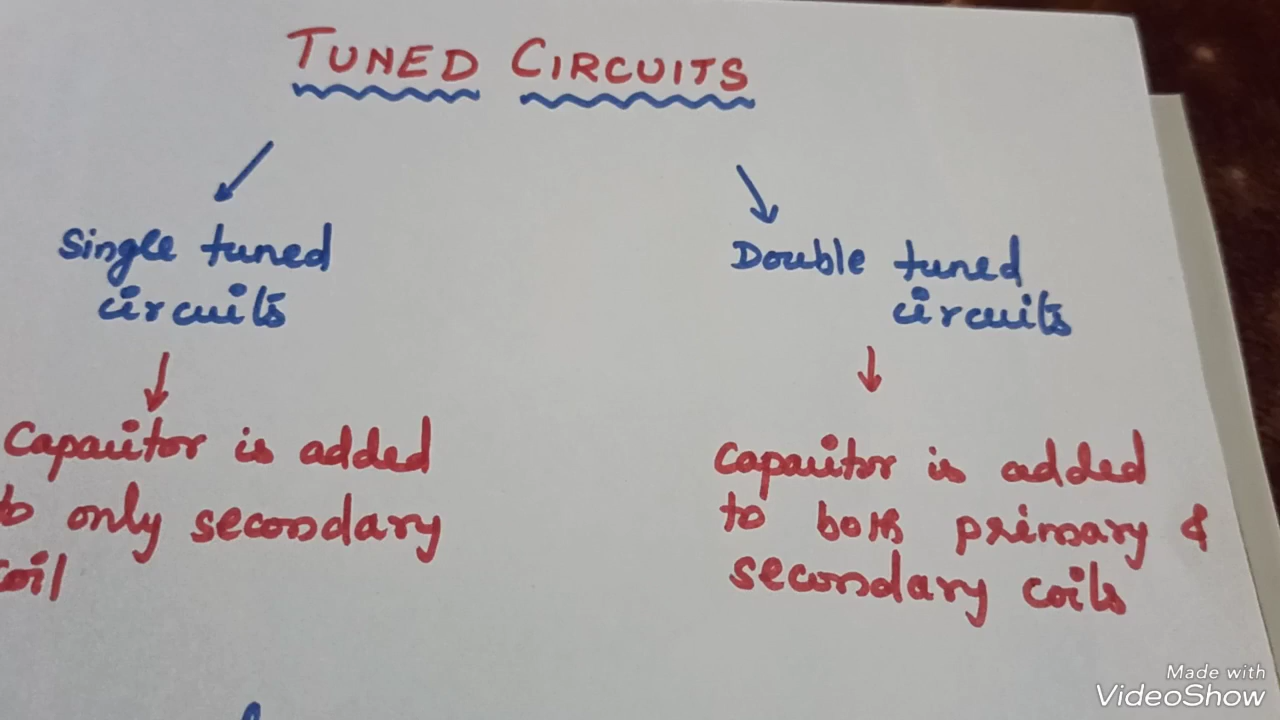 TUNED CIRCUITS
Single tuned
circuits
Double tuned
circuits
Capacitor is added
to only secondary
coil
Capacitor is added
to both primary &
secondary coils
Made with
VideoShow